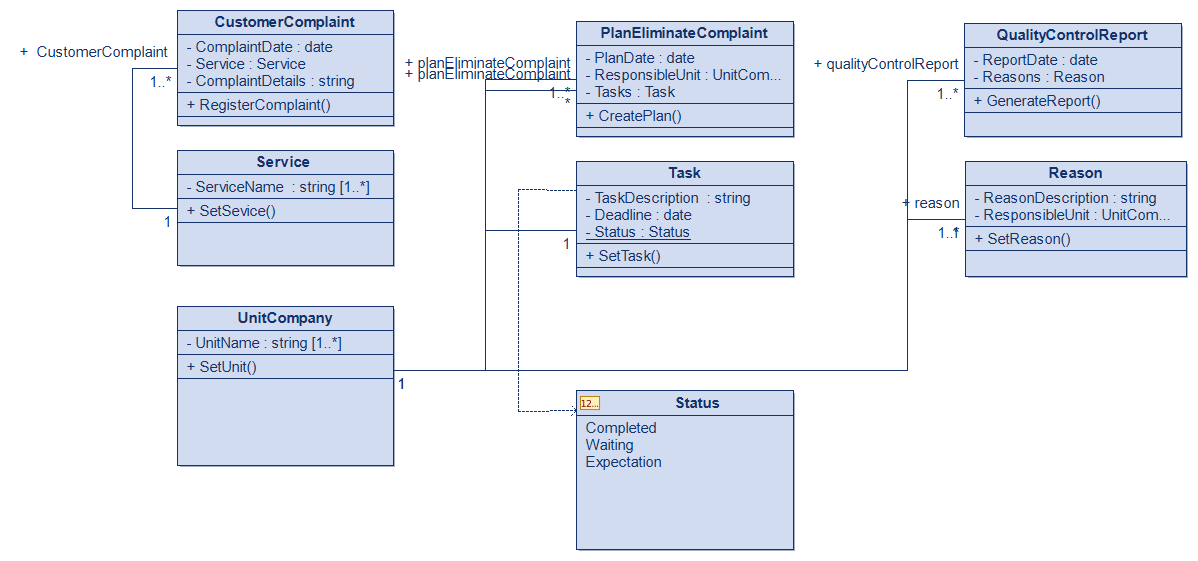 CustomerComplaint
- ComplaintDate : date
- Service : Service
- ComplaintDetails : string
+ RegisterComplaint()
+ CustomerComplaint
1..*
Service
- ServiceName : string [1..*]
+ SetSevice()
1
UnitCompany
- UnitName : string [1..*]
+ SetUnit()
1
PlanEliminateComplaint
- PlanDate : date
- ResponsibleUnit : UnitCom...
- Tasks : Task
+ CreatePlan()
+ planEliminateComplaint
+ planEliminateComplaint
1..*
*
Task
- TaskDescription : string
- Deadline : date
- Status : Status
+ SetTask()
1
Status
12...
Completed
Waiting
Expectation
QualityControlReport
- ReportDate : date
- Reasons : Reason
+ GenerateReport()
+ qualityControlReport
1..*
Reason
- ReasonDescription : string
- ResponsibleUnit : UnitCom...
+ SetReason()
+ reason